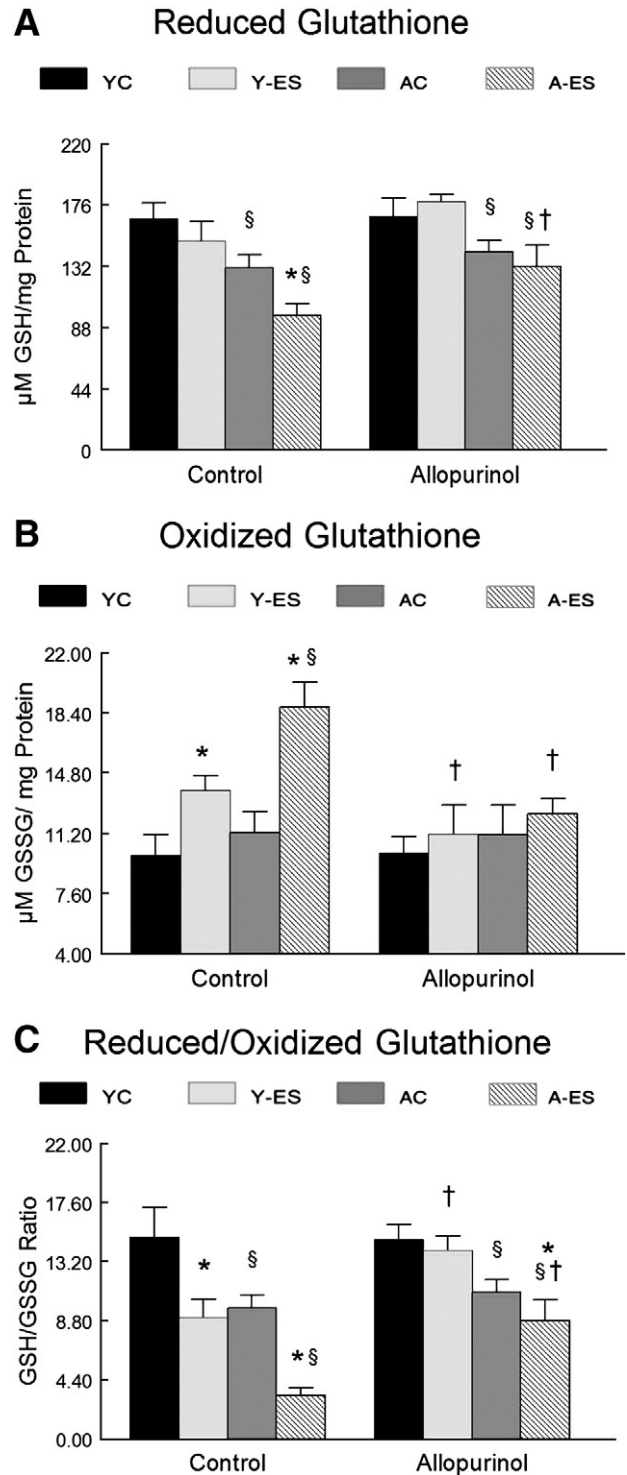 A Reduced Glutathione
YC Y-ES AC A-ES
220
176
132
88
44
0
µM GSH/mg Protein
§
*§
§
§†
Control Allopurinol
B Oxidized Glutathione
YC Y-ES AC A-ES
22.00
18.40
14.80
11.20
7.60
4.00
µM GSSG/ mg Protein
*
* §
†
†
Control Allopurinol
C Reduced/Oxidized Glutathione
YC Y-ES AC A-ES
22.00
17.60
13.20
8.80
4.40
0.00
GSH/GSSG Ratio
*
§
*§
†
§
*
§†
Control Allopurinol